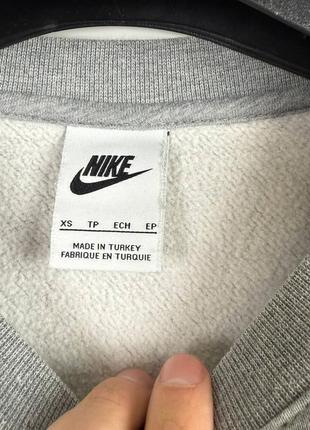 NIKE
XS TP ECH EP
MADE IN TURKEY
FABRIQUE EN TURQUIE